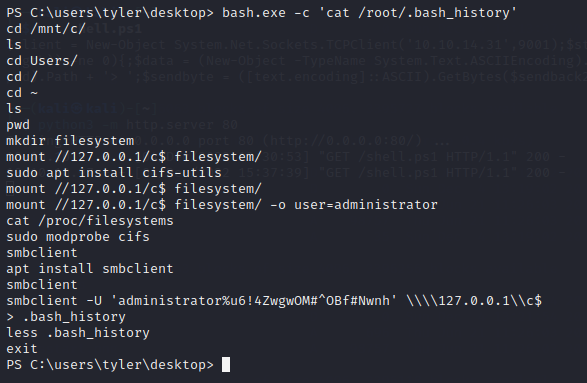 PS C:\users\tyler\desktop> bash.exe -c 'cat /root/.bash_history'
cd /mnt/c/
ls
cd Users/
cd /
cd ~
ls
pwd
mkdir filesystem
mount //127.0.0.1/c$ filesystem/
sudo apt install cifs-utils
mount //127.0.0.1/c$ filesystem/
mount //127.0.0.1/c$ filesystem/ -o user=administrator
cat /proc/filesystems
sudo modprobe cifs
smbclient
apt install smbclient
smbclient
smbclient -U 'administrator%u6!4ZwgwOM#^OBf#Nwnh' \\\\127.0.0.1\\c$
> .bash_history
less .bash_history
exit
PS C:\users\tyler\desktop>